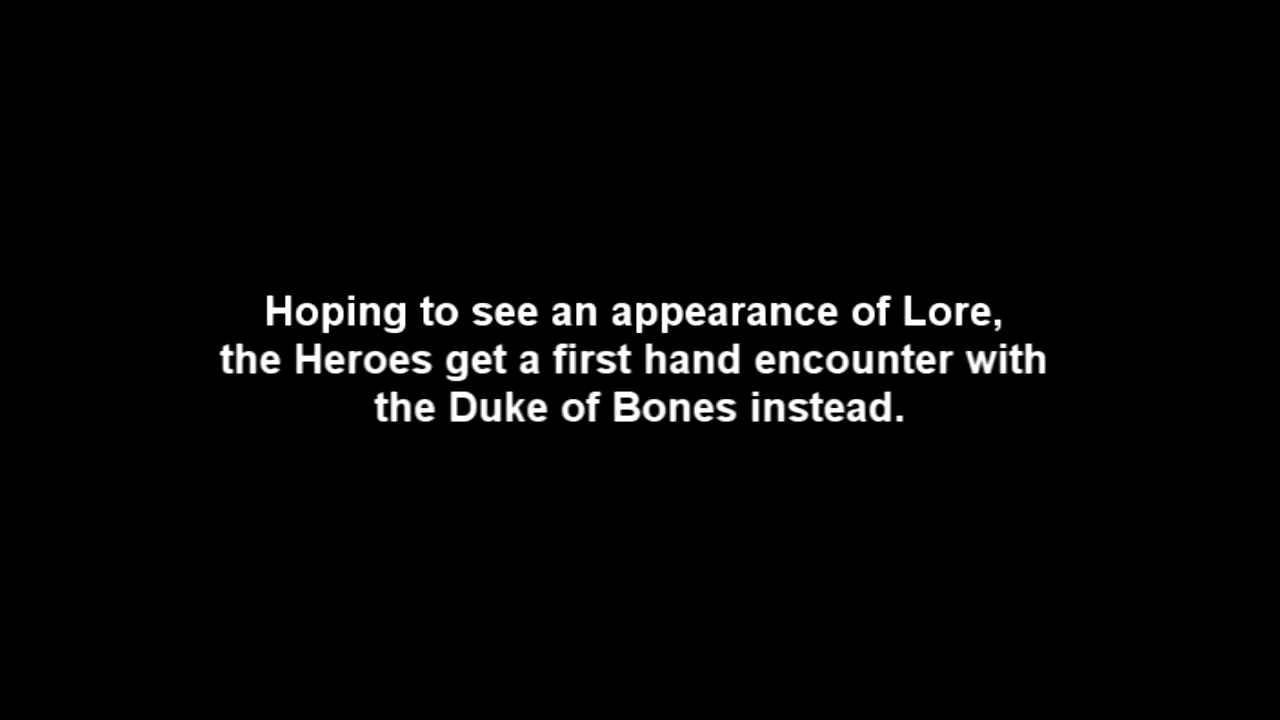 Hoping to see an appearance of Lore,
the Heroes get a first hand encounter with
the Duke of Bones instead.